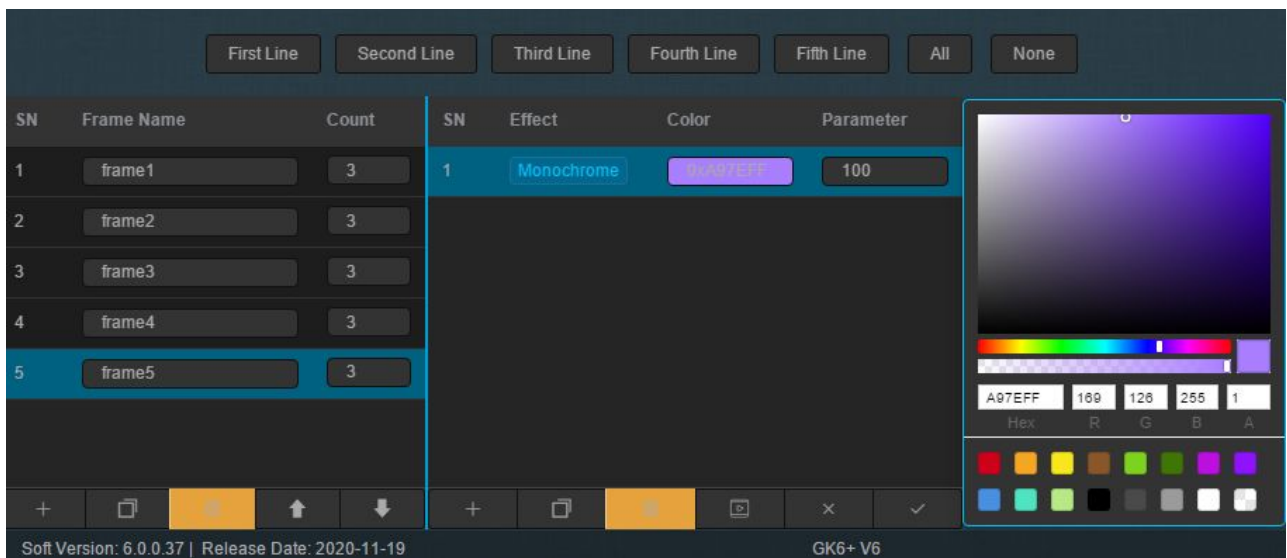 First Line Second Line Third Line Fourth Line Fifth Line All None
SN Frame Name Count SN Effect Color Parameter
1 frame1 3 1 Monochrome 0xA97EFF 100
2 frame2 3
3 frame3 3
4 frame4 3
5 frame5 3
A97EFF 169 126 255 1
Hex R G B A
Soft Version: 6.0.0.37 | Release Date: 2020-11-19 GK6+ V6